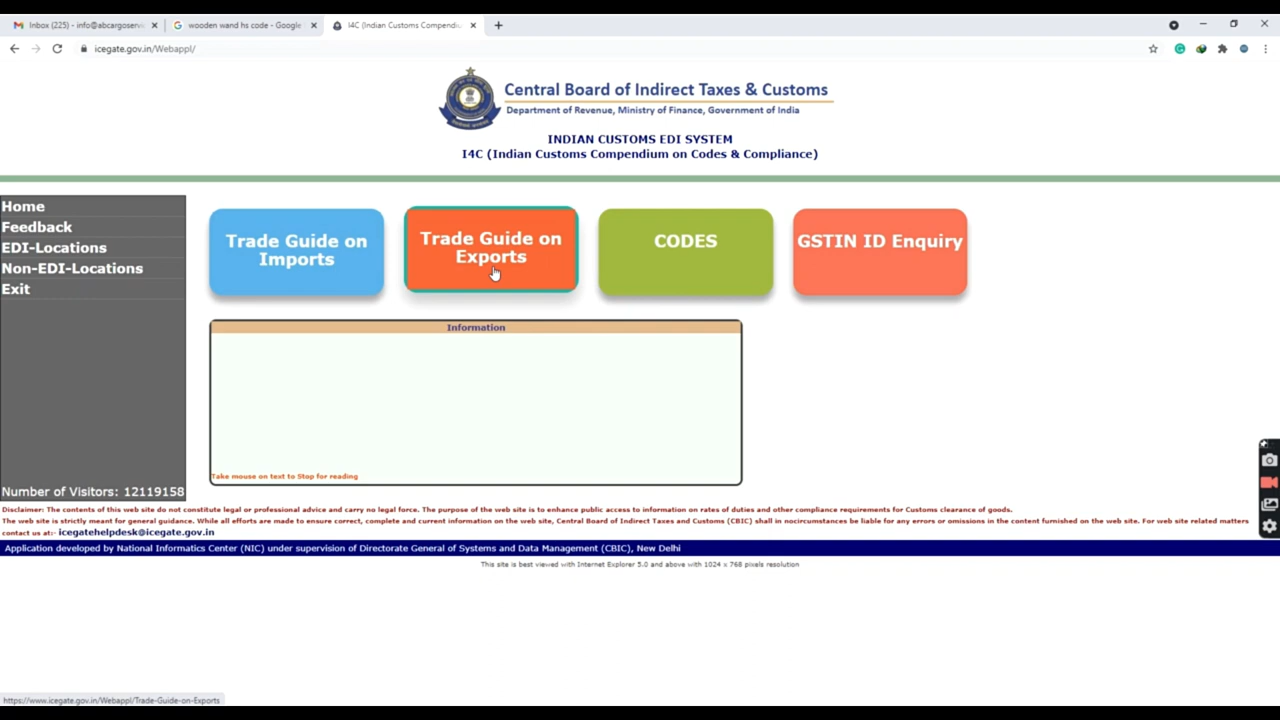 Inbox (225) - info@abcargoservi
wooden wand hs code - Google
I4C (Indian Customs Compendiu
icegate.gov.in/Webappl/
Central Board of Indirect Taxes & Customs
Department of Revenue, Ministry of Finance, Government of India
INDIAN CUSTOMS EDI SYSTEM
I4C (Indian Customs Compendium on Codes & Compliance)
Home
Feedback
EDI-Locations
Non-EDI-Locations
Exit
Trade Guide on
Imports
Trade Guide on
Exports
CODES
GSTIN ID Enquiry
Information
Take mouse on text to Stop for reading
Number of Visitors: 12119158
Disclaimer: The contents of this web site do not constitute legal or professional advice and carry no legal force. The purpose of the web site is to enhance public access to information on rates of duties and other compliance requirements for Customs clearance of goods.
The web site is strictly meant for general guidance. While all efforts are made to ensure correct, complete and current information on the web site, Central Board of Indirect Taxes and Customs (CBIC) shall in nocircumstances be liable for any errors or omissions in the content furnished on the web site. For web site related matters
contact us at:- icegatehelpdesk@icegate.gov.in
Application developed by National Informatics Center (NIC) under supervision of Directorate General of Systems and Data Management (CBIC), New Delhi
This site is best viewed with Internet Explorer 5.0 and above with 1024 x 768 pixels resolution
https://www.icegate.gov.in/Webappl/Trade-Guide-on-Exports